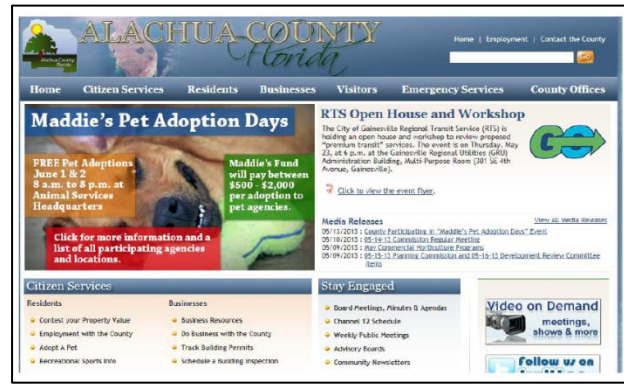 ALACHUA COUNTY
Florida
Home | Employment | Contact the County
Home Citizen Services Residents Businesses Visitors Emergency Services County Offices
Maddie's Pet Adoption Days
FREE Pet Adoptions
June 1 & 2
8 a.m. to 8 p.m. at
Animal Services
Headquarters
Maddie's Fund
will pay between
$500 - $2,000
per adoption to
pet agencies.
Click for more information and a
list of all participating agencies
and locations.
RTS Open House and Workshop
The City of Gainesville Regional Transit Service (RTS) is
holding an open house and workshop to review proposed
"premium transit" services. The event is on Thursday, May
23, at 6 p.m. at the Gainesville Regional Utilities (GRU)
Administration Building, Multi-Purpose Room (301 SE 4th
Avenue, Gainesville).
GO
Click to view the event flyer.
Media Releases
View All Media Releases
05/13/2013 : County Participating in "Maddie's Pet Adoption Days" Event
05/10/2013 : 05-14-13 Commission Regular Meeting
05/09/2013 : May Commercial Horticulture Programs
05/09/2013 : 05-15-13 Planning Commission and 05-16-13 Development Review Committee
Items
Citizen Services
Residents
Contest your Property Value
Employment with the County
Adopt A Pet
Recreational Sports Info
Businesses
Business Resources
Do Business with the County
Track Building Permits
Schedule a Building Inspection
Stay Engaged
Board Meetings, Minutes & Agendas
Channel 12 Schedule
Weekly Public Meetings
Advisory Boards
Community Newsletters
Video on Demand
meetings,
shows & more
Follow us on